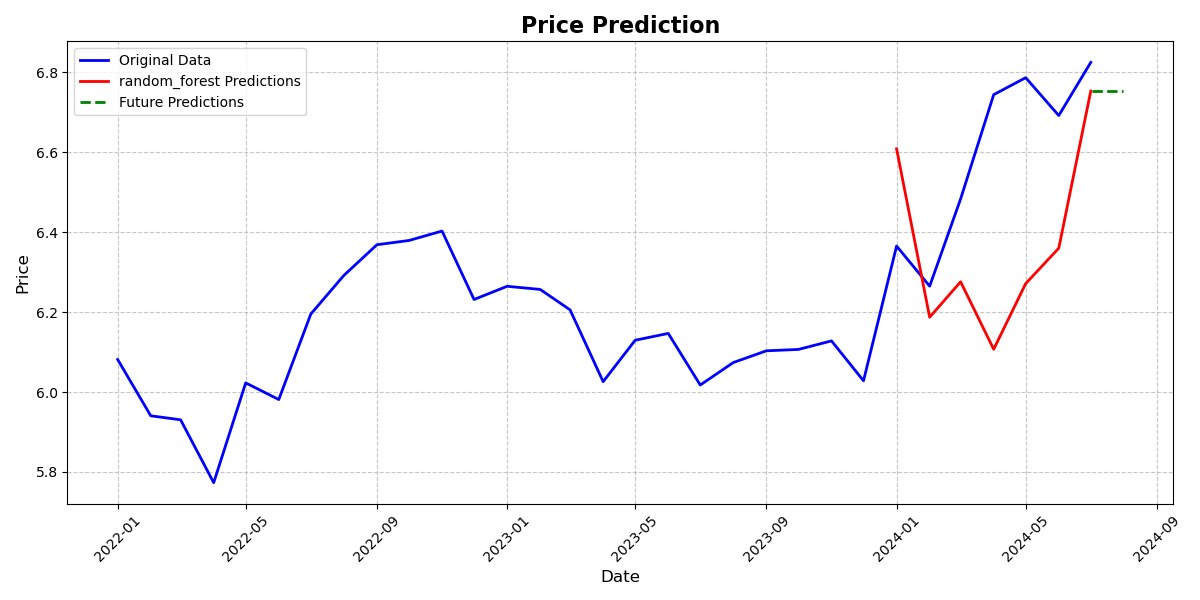 Price Prediction
Original Data
random_forest Predictions
Future Predictions
Price
6.8
6.6
6.4
6.2
6.0
5.8
2022-01
2022-05
2022-09
2023-01
2023-05
2023-09
2024-01
2024-05
2024-09
Date